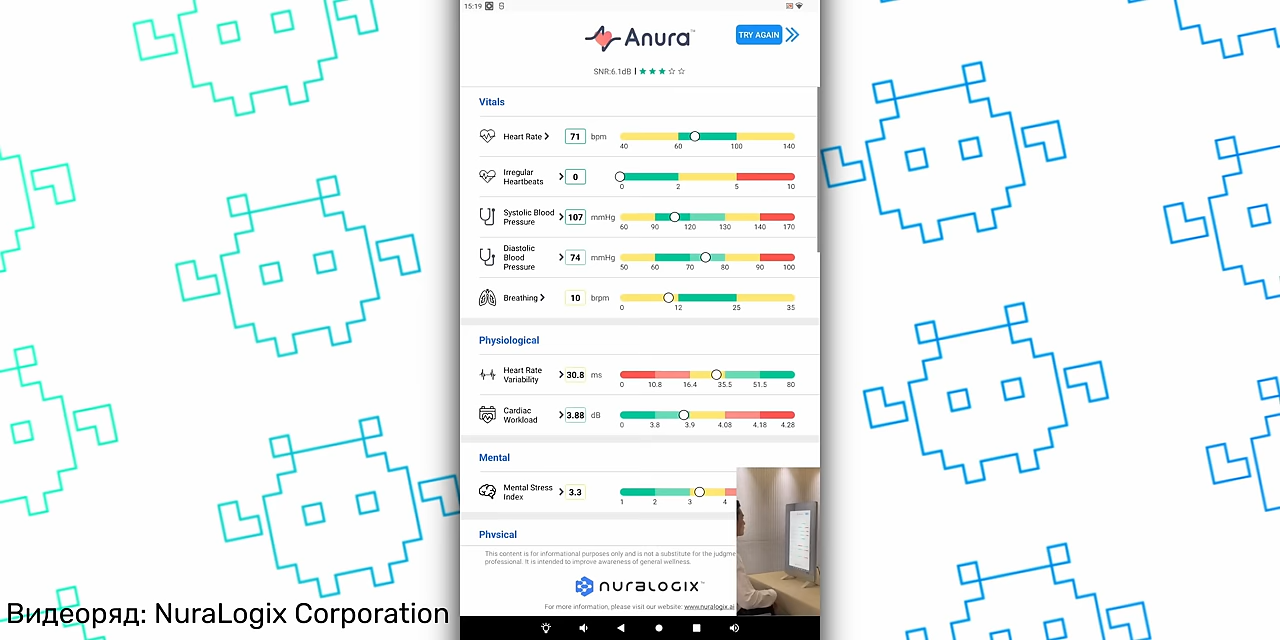 15:19
Anura™
TRY AGAIN
SNR:6.1dB
Vitals
Heart Rate 71 bpm
40 60 100 140
Irregular
Heartbeats 0
0 2 5 10
Systolic Blood
Pressure 107 mmHg
60 90 120 130 140 170
Diastolic
Blood
Pressure 74 mmHg
50 60 70 80 90 100
Breathing 10 brpm
0 12 25 35
Physiological
Heart Rate
Variability 30.8 ms
0 10.8 16.4 35.5 51.5 80
Cardiac
Workload 3.88 dB
0 3.8 3.9 4.08 4.18 4.28
Mental
Mental Stress
Index 3.3
1 2 3 4
Physical
This content is for informational purposes only and is not a substitute for the judgme
professional. It is intended to improve awareness of general wellness.
NURALOGIX™
For more information, please visit our website: www.nuralogix.ai
Видеоряд: NuraLogix Corporation